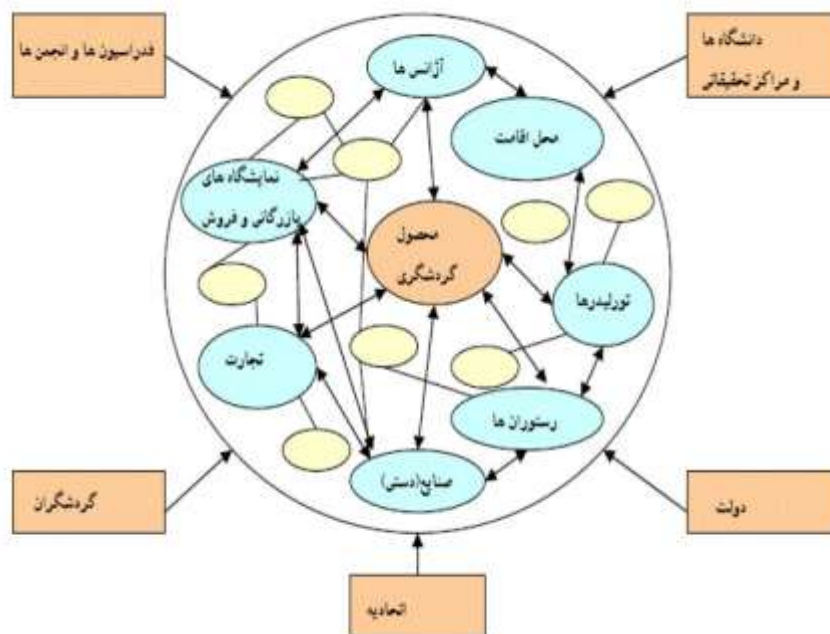 فدراسیون ها و انجمن ها
دانشگاه ها
و مراکز تحقیقاتی
آژانس ها
محل اقامت
نمایشگاه های
بازرگانی و فروش
محصول
گردشگری
تورلیدرها
تجارت
رستوران ها
صنایع(دستی)
گردشگران
دولت
اتحادیه